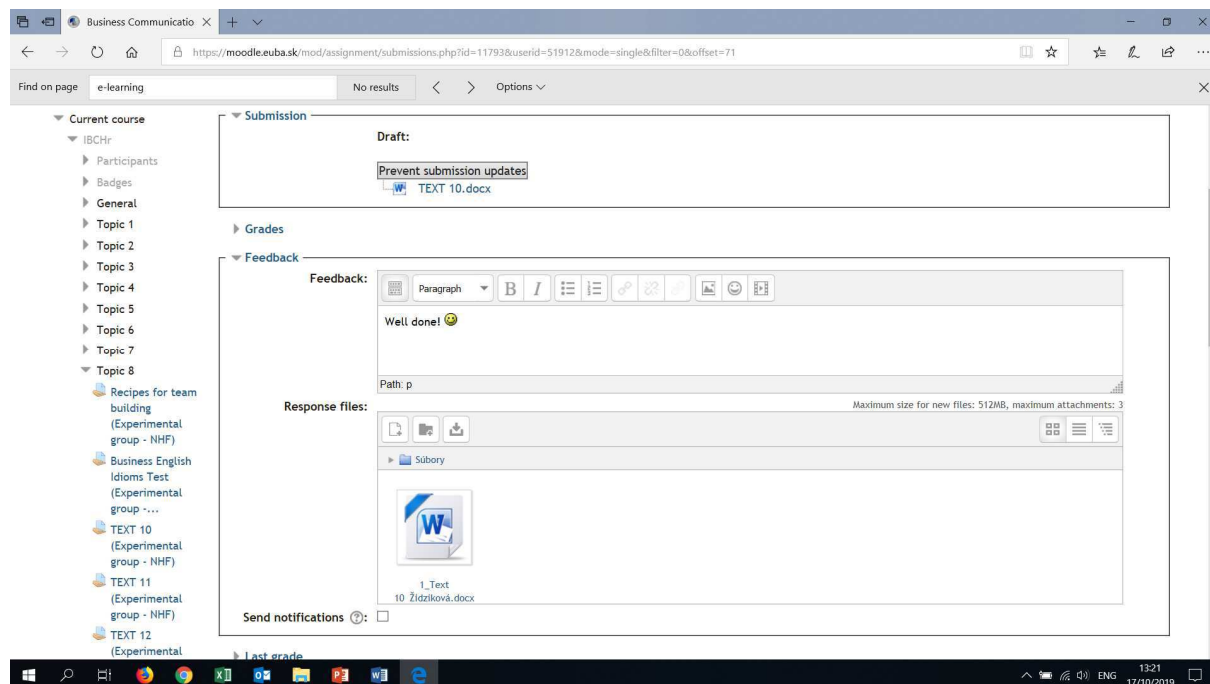 Business Communicatio
https://moodle.euba.sk/mod/assignment/submissions.php?id=11793&userid=51912&mode=single&filter=0&offset=71
Find on page e-learning No results Options
Current course
IBCHr
Participants
Badges
General
Topic 1
Topic 2
Topic 3
Topic 4
Topic 5
Topic 6
Topic 7
Topic 8
Recipes for team
building
(Experimental
group - NHF)
Business English
Idioms Test
(Experimental
group -...
TEXT 10
(Experimental
group - NHF)
TEXT 11
(Experimental
group - NHF)
TEXT 12
(Experimental
Submission
Draft:
Prevent submission updates
TEXT 10.docx
Grades
Feedback
Feedback:
Paragraph B I
Well done!
Path: p
Response files:
Maximum size for new files: 512MB, maximum attachments: 3
Súbory
1_Text
10_Židziková.docx
Send notifications
Last grade
ENG
13:21
17/10/2019